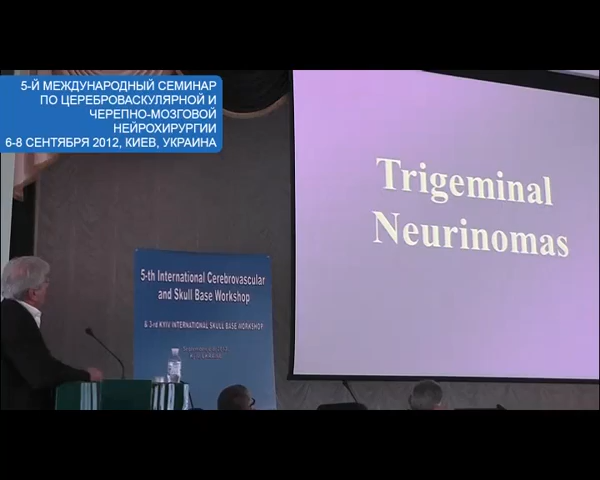 5-Й МЕЖДУНАРОДНЫЙ СЕМИНАР
ПО ЦЕРЕБРОВАСКУЛЯРНОЙ И
ЧЕРЕПНО-МОЗГОВОЙ
НЕЙРОХИРУРГИИ
6-8 СЕНТЯБРЯ 2012, КИЕВ, УКРАИНА
Trigeminal
Neurinomas
5-th International Cerebrovascular
and Skull Base Workshop
& 3-rd KYIV INTERNATIONAL SKULL BASE WORKSHOP